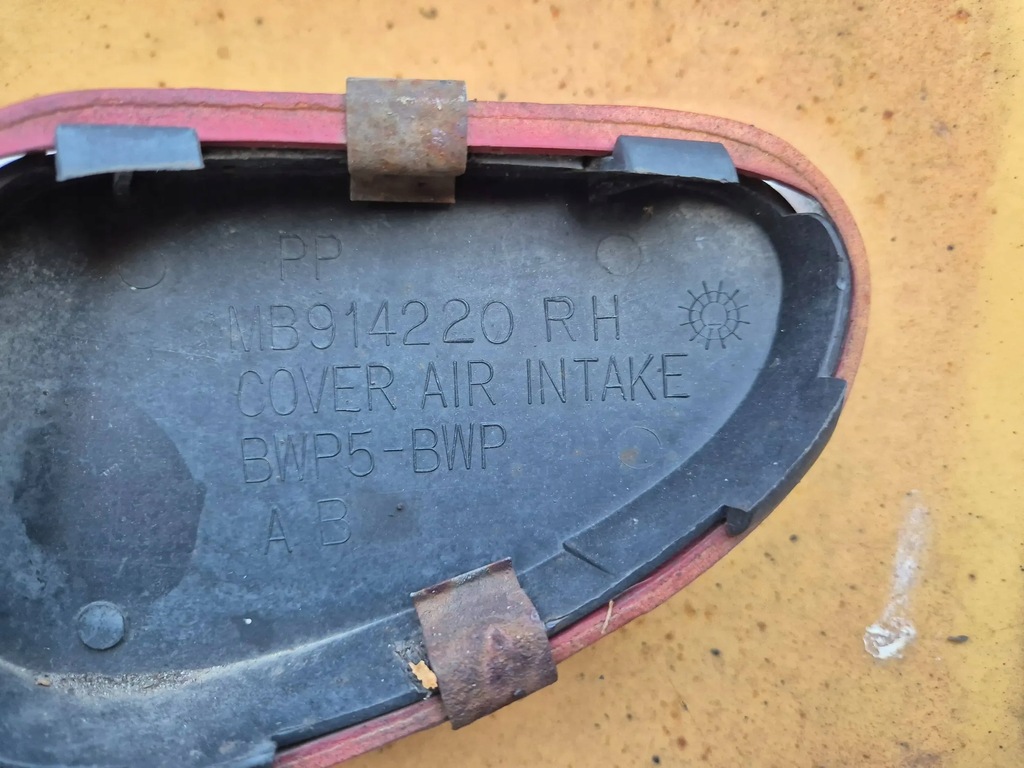 PP
MB914220 RH
COVER AIR INTAKE
BWP5-BWP
A B